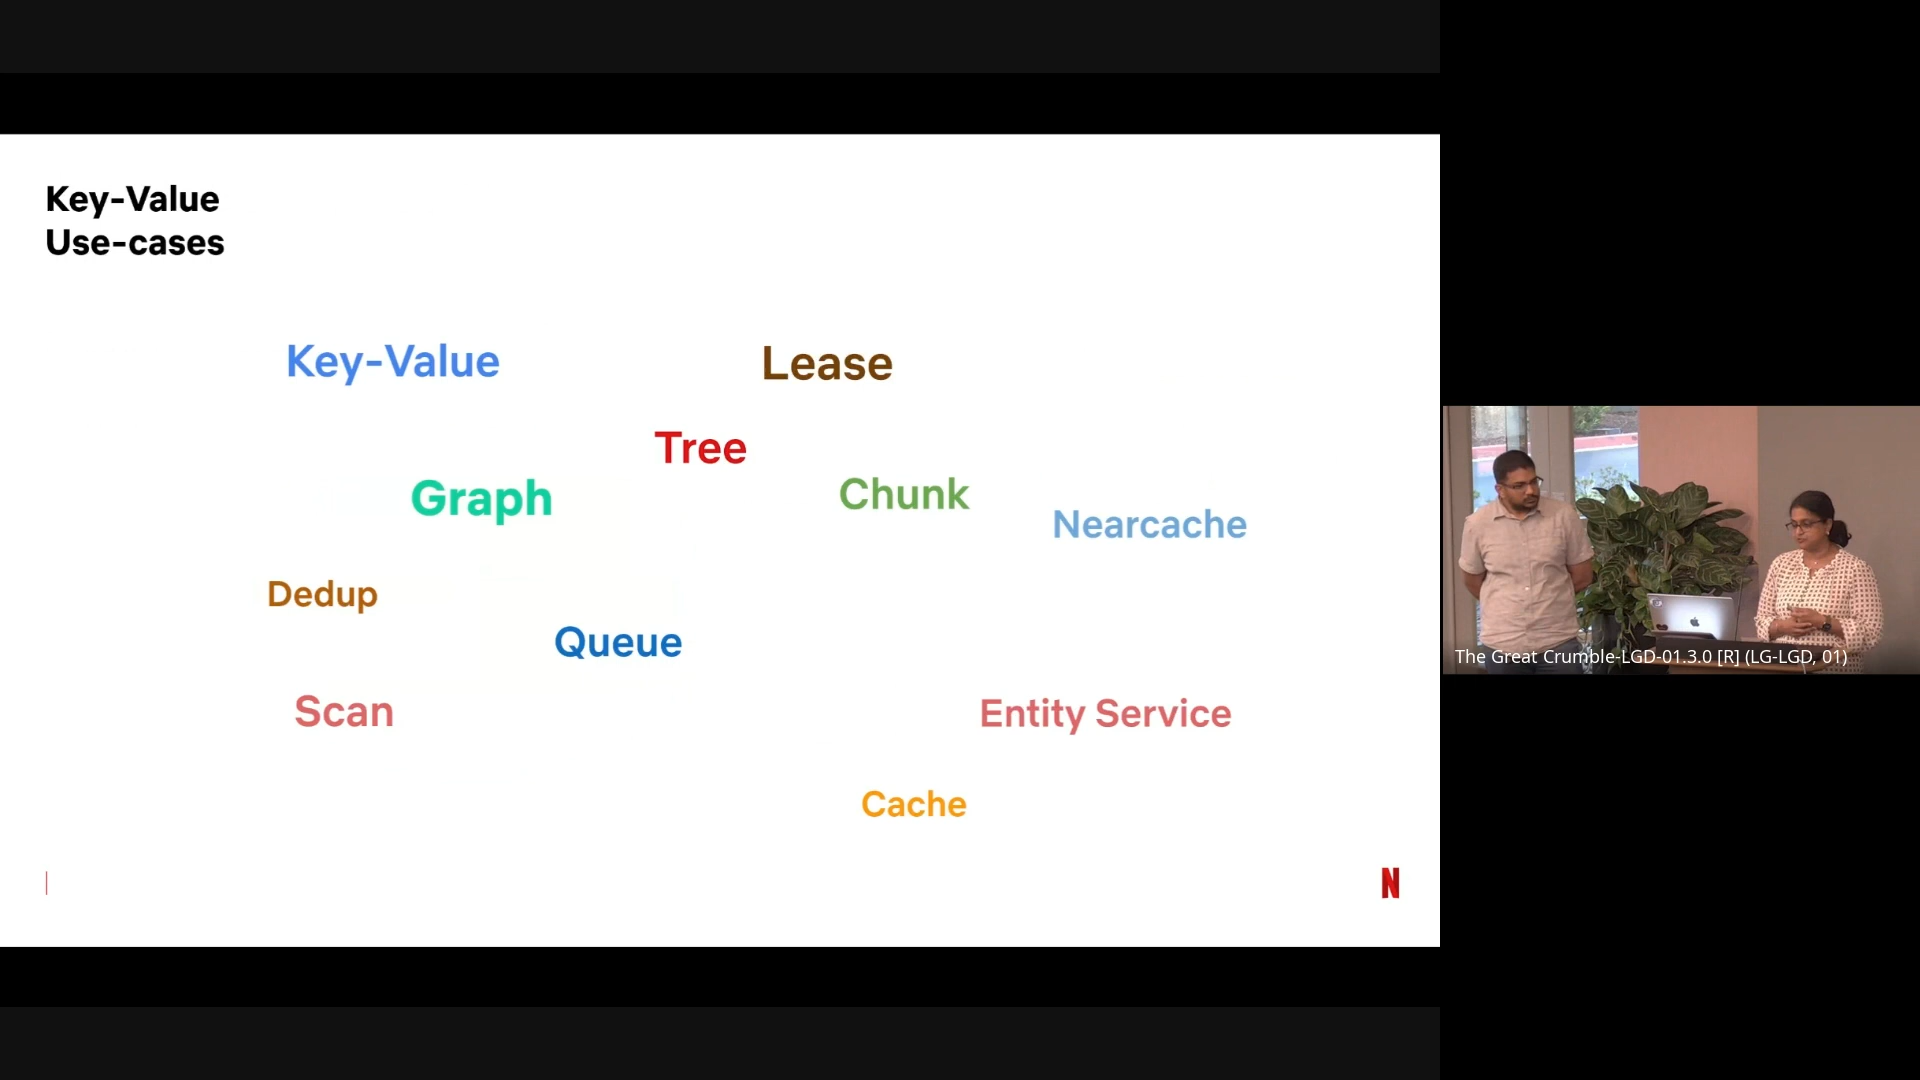 Key-Value
Use-cases
Key-Value
Lease
Tree
Graph
Chunk
Nearcache
Dedup
Queue
Scan
Entity Service
Cache
N
The Great Crumble-LGD-01.3.0 [R] (LG-LGD, 01)